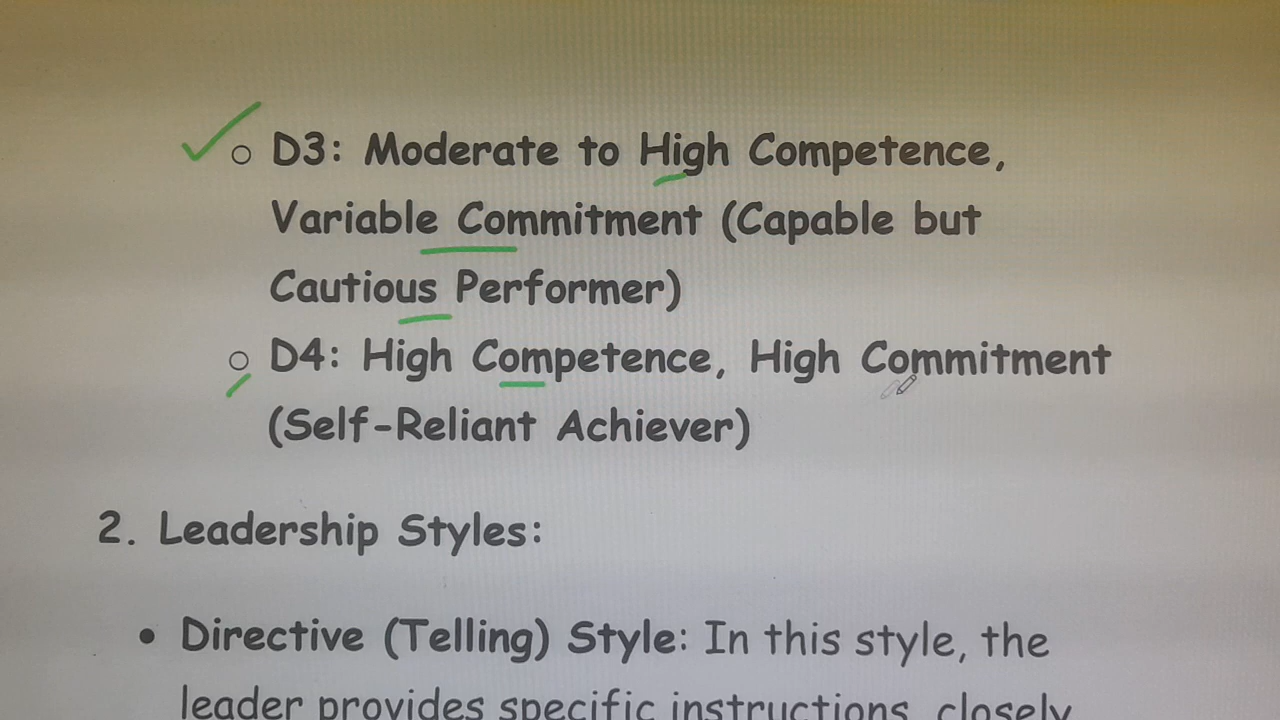 D3: Moderate to High Competence,
Variable Commitment (Capable but
Cautious Performer)
D4: High Competence, High Commitment
(Self-Reliant Achiever)
2. Leadership Styles:
• Directive (Telling) Style: In this style, the
leader provides specific instructions, closely